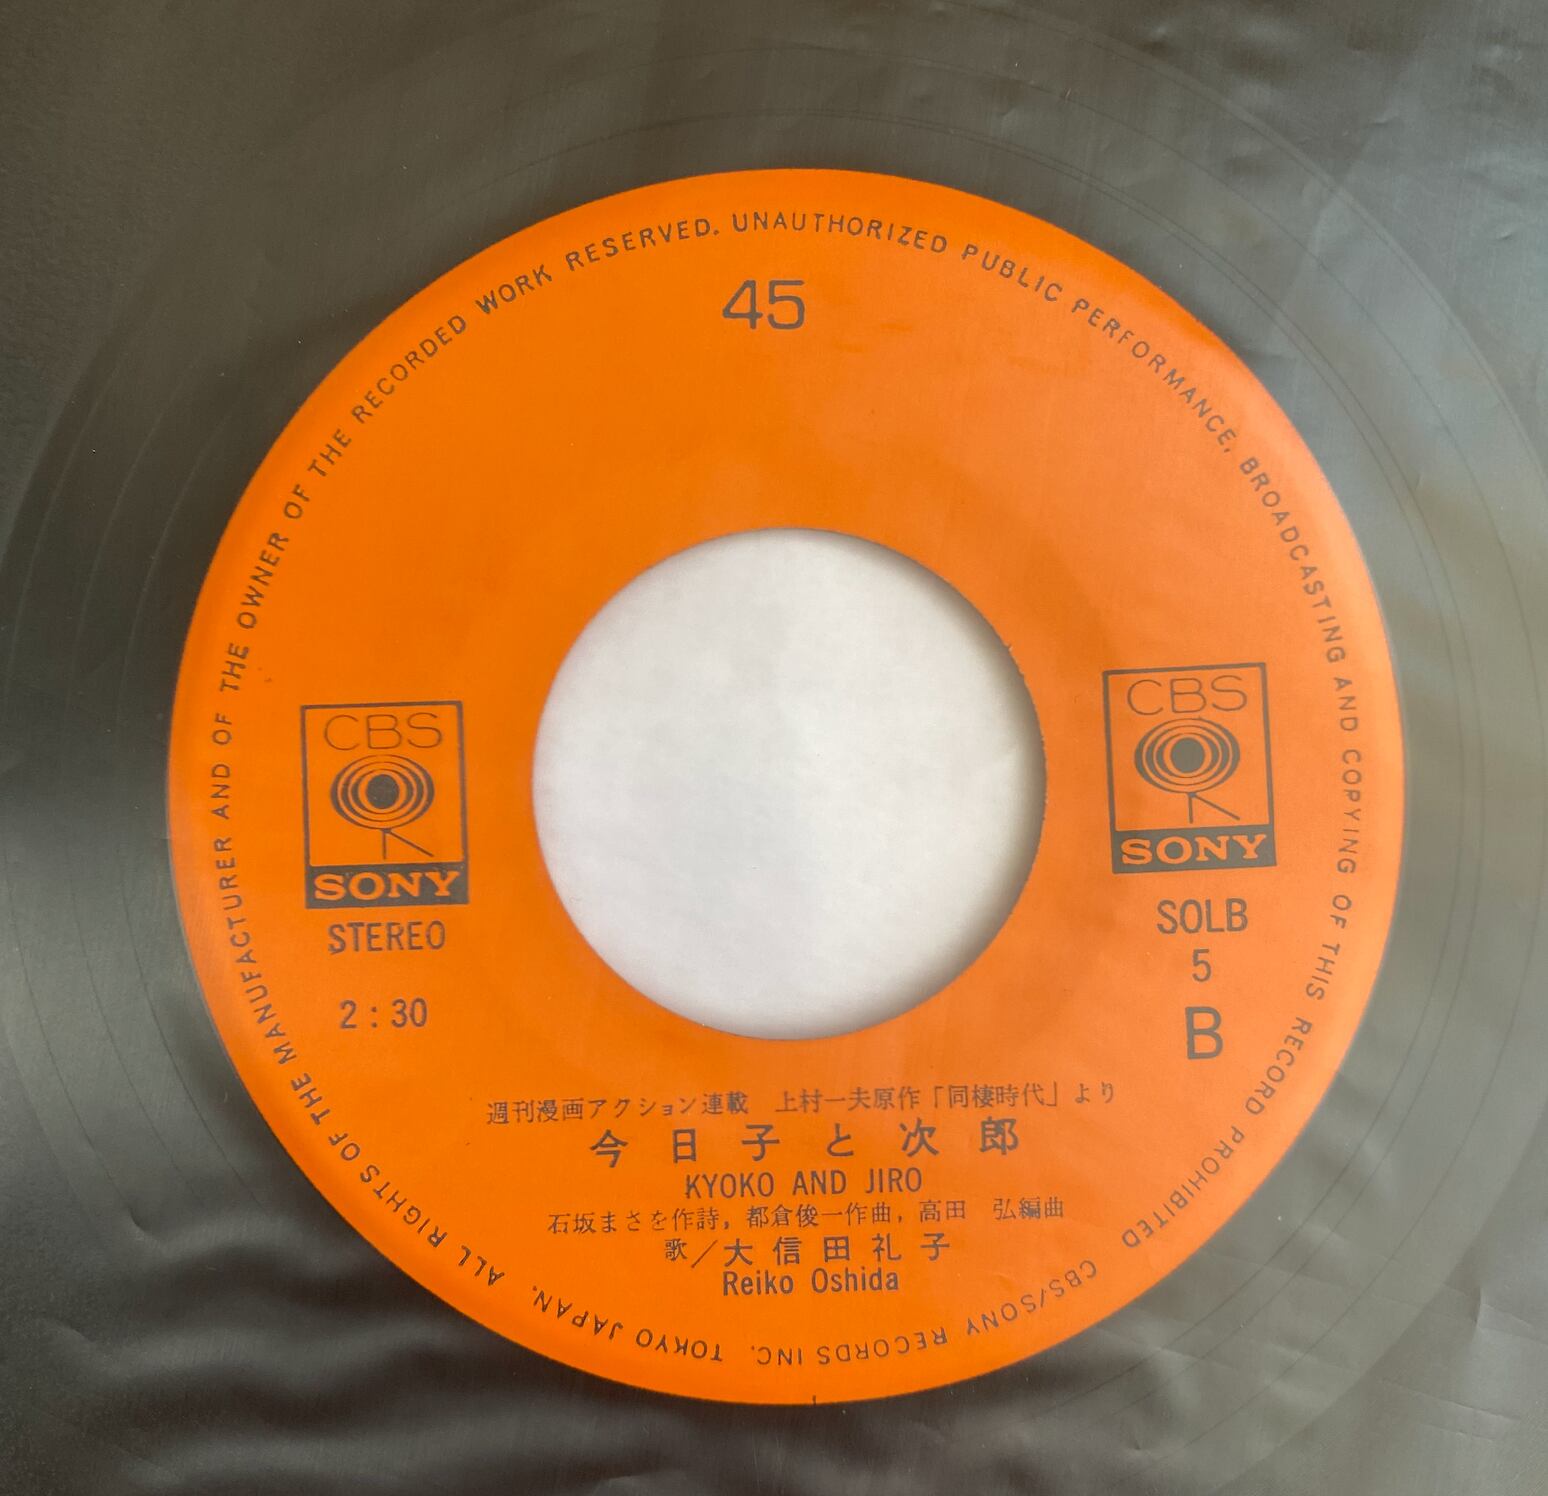 ALL RIGHTS OF THE MANUFACTURER AND OF THE OWNER OF THE RECORDED WORK RESERVED. UNAUTHORIZED PUBLIC PERFORMANCE, BROADCASTING AND COPYING OF THIS RECORD PROHIBITED
CBS/SONY RECORDS INC. TOKYO JAPAN.
45
CBS
SONY
STEREO
2:30
CBS
SONY
SOLB
5
B
週刊漫画アクション連載 上村一夫原作「同棲時代」より
今日子と次郎
KYOKO AND JIRO
石坂まさを作詩, 都倉俊一作曲, 高田 弘編曲
歌/大信田礼子
Reiko Oshida